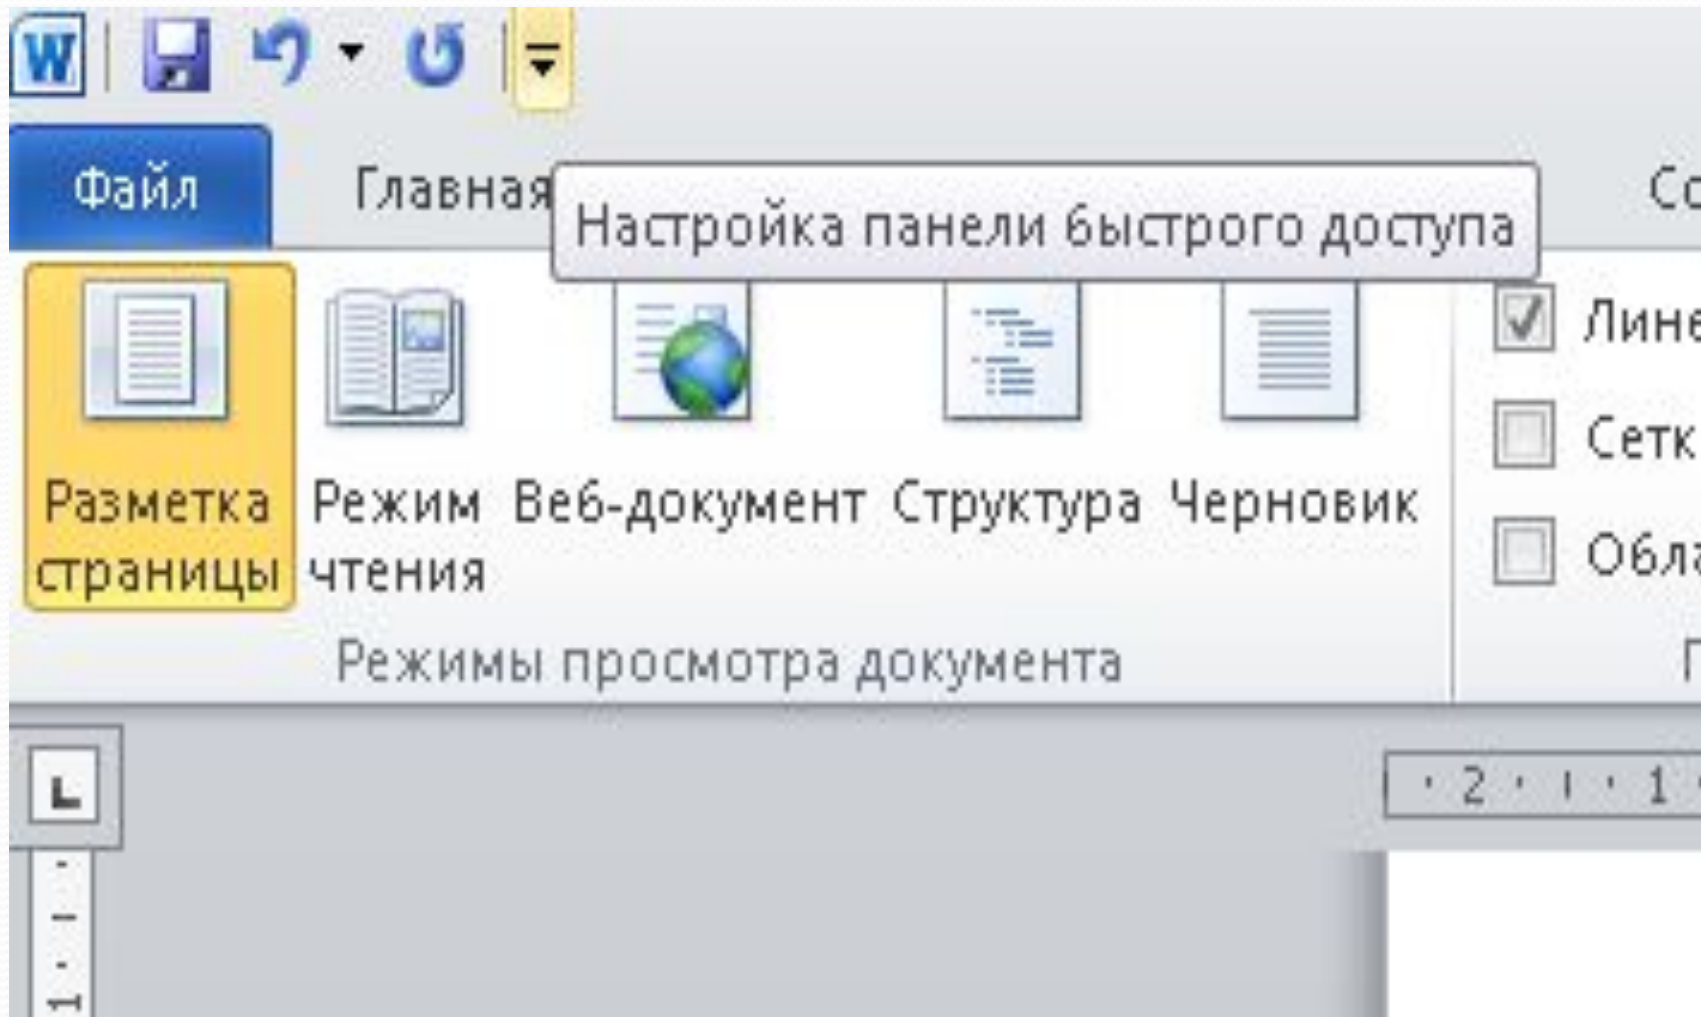 W
Файл Главная
Настройка панели быстрого доступа
Разметка страницы
Режим чтения
Веб-документ
Структура
Черновик
Режимы просмотра документа
2 1
1